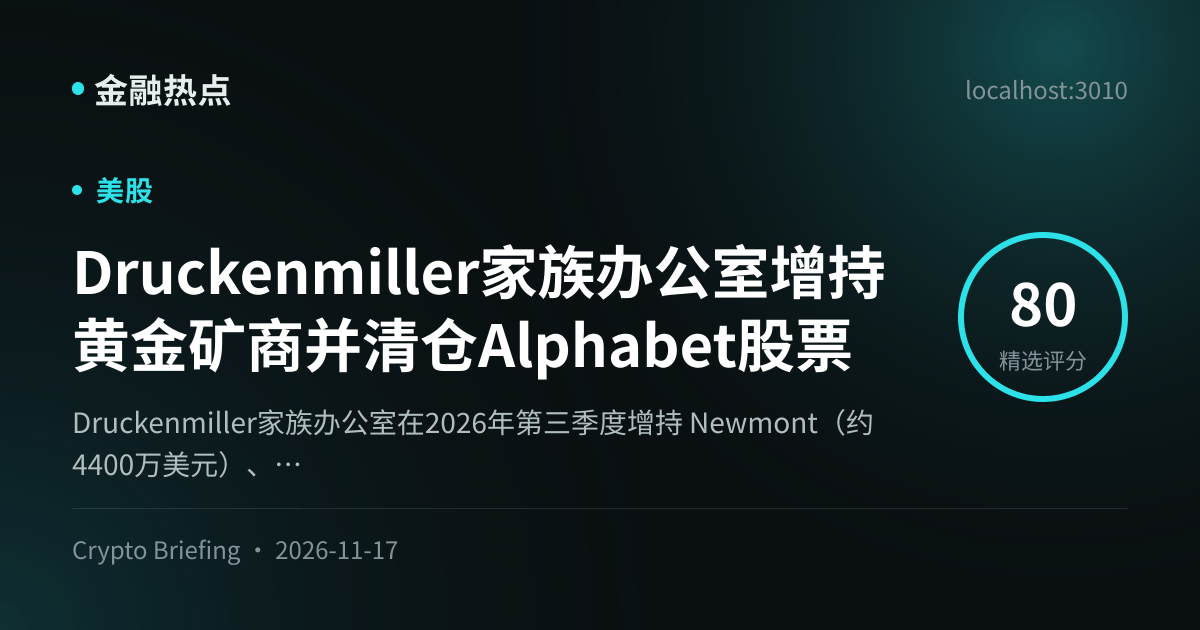 金融热点
localhost:3010
美股
Druckenmiller家族办公室增持
黄金矿商并清仓Alphabet股票
80
精选评分
Druckenmiller家族办公室在2026年第三季度增持 Newmont（约
4400万美元）、…
Crypto Briefing · 2026-11-17